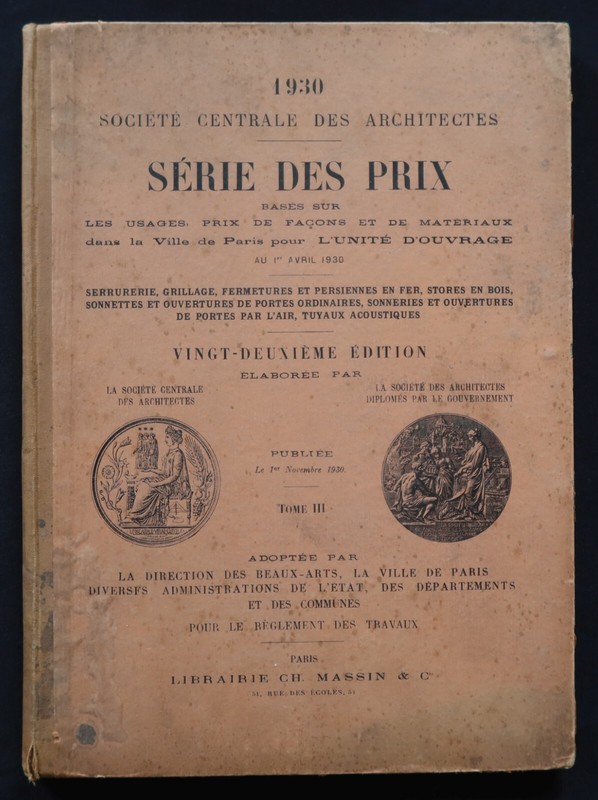 1930
SOCIÉTÉ CENTRALE DES ARCHITECTES
SÉRIE DES PRIX
BASÉS SUR
LES USAGES, PRIX DE FAÇONS ET DE MATÉRIAUX
dans la Ville de Paris pour L'UNITÉ D'OUVRAGE
AU 1er AVRIL 1930
SERRURERIE, GRILLAGE, FERMETURES ET PERSIENNES EN FER, STORES EN BOIS,
SONNETTES ET OUVERTURES DE PORTES ORDINAIRES, SONNERIES ET OUVERTURES
DE PORTES PAR L'AIR, TUYAUX ACOUSTIQUES
VINGT-DEUXIÈME ÉDITION
ÉLABORÉE PAR
LA SOCIÉTÉ CENTRALE
DES ARCHITECTES
LA SOCIÉTÉ DES ARCHITECTES
DIPLOMÉS PAR LE GOUVERNEMENT
PUBLIÉE
Le 1er Novembre 1930
TOME III
ADOPTÉE PAR
LA DIRECTION DES BEAUX-ARTS, LA VILLE DE PARIS
DIVERSES ADMINISTRATIONS DE L'ÉTAT, DES DÉPARTEMENTS
ET DES COMMUNES
POUR LE RÈGLEMENT DES TRAVAUX
PARIS
LIBRAIRIE CH. MASSIN & Cie
51, RUE DES ÉCOLES, 51